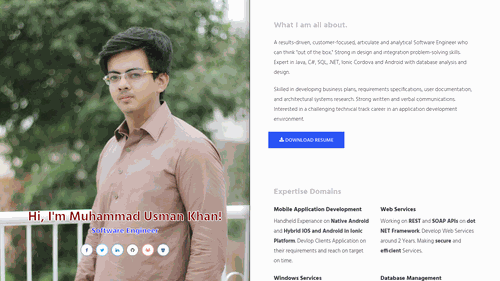 Hi, I'm Muhammad Usman Khan!
Software Engineer
What I am all about.
A results-driven, customer-focused, articulate and analytical Software Engineer who
can think "out of the box." Strong in design and integration problem-solving skills.
Expert in Java, C#, SQL, .NET, Ionic Cordova and Android with database analysis and
design.
Skilled in developing business plans, requirements specifications, user documentation,
and architectural systems research. Strong written and verbal communications.
Interested in a challenging technical track career in an application development
environment.
DOWNLOAD RESUME
Expertise Domains
Mobile Application Development
Handheld Experiance on Native Android
and Hybrid IOS and Android in Ionic
Platform. Devlop Clients Application on
their requirements and reach on target
on time.
Web Services
Working on REST and SOAP APIs on dot
NET Framework. Develop Web Services
around 2 Years. Making secure and
efficient Services.
Windows Services
Database Management